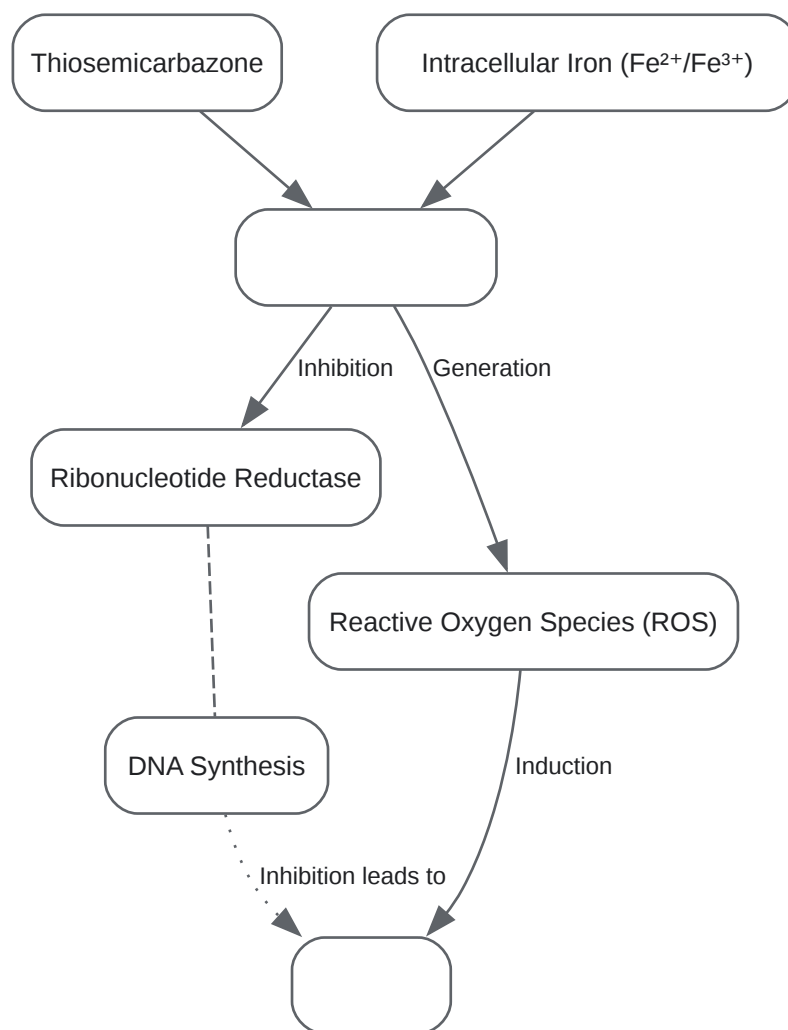 Thiosemicarbazone
Intracellular Iron (Fe²⁺/Fe³⁺)
Inhibition
Generation
Ribonucleotide Reductase
Reactive Oxygen Species (ROS)
DNA Synthesis
Induction
Inhibition leads to